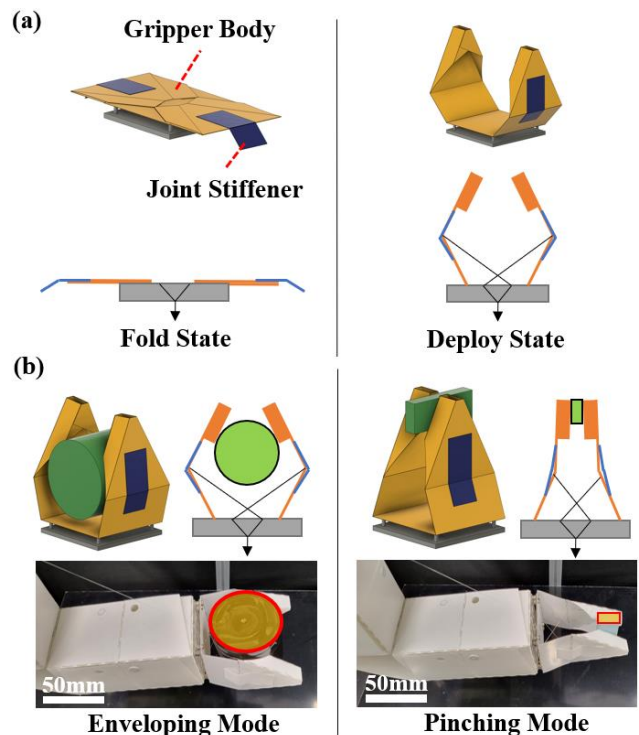 (a)
Gripper Body
Joint Stiffener
Fold State
Deploy State
(b)
50mm
Enveloping Mode
50mm
Pinching Mode